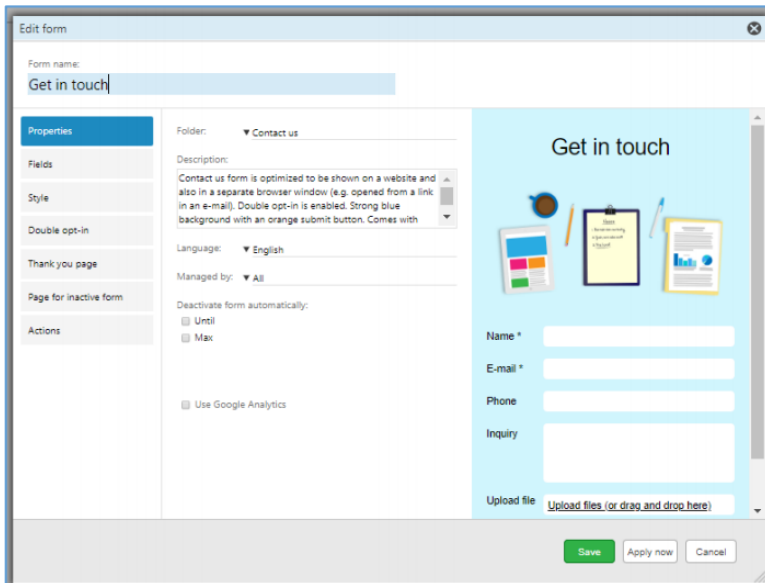 Edit form
Form name:
Get in touch
Properties
Fields
Style
Double opt-in
Thank you page
Page for inactive form
Actions
Folder:
Contact us
Description:
Contact us form is optimized to be shown on a website and
also in a separate browser window (e.g. opened from a link
in an e-mail). Double opt-in is enabled. Strong blue
background with an orange submit button. Comes with
Language:
English
Managed by:
All
Deactivate form automatically:
Until
Max
Use Google Analytics
Get in touch
Name *
E-mail *
Phone
Inquiry
Upload file
Upload files (or drag and drop here)
Save
Apply now
Cancel